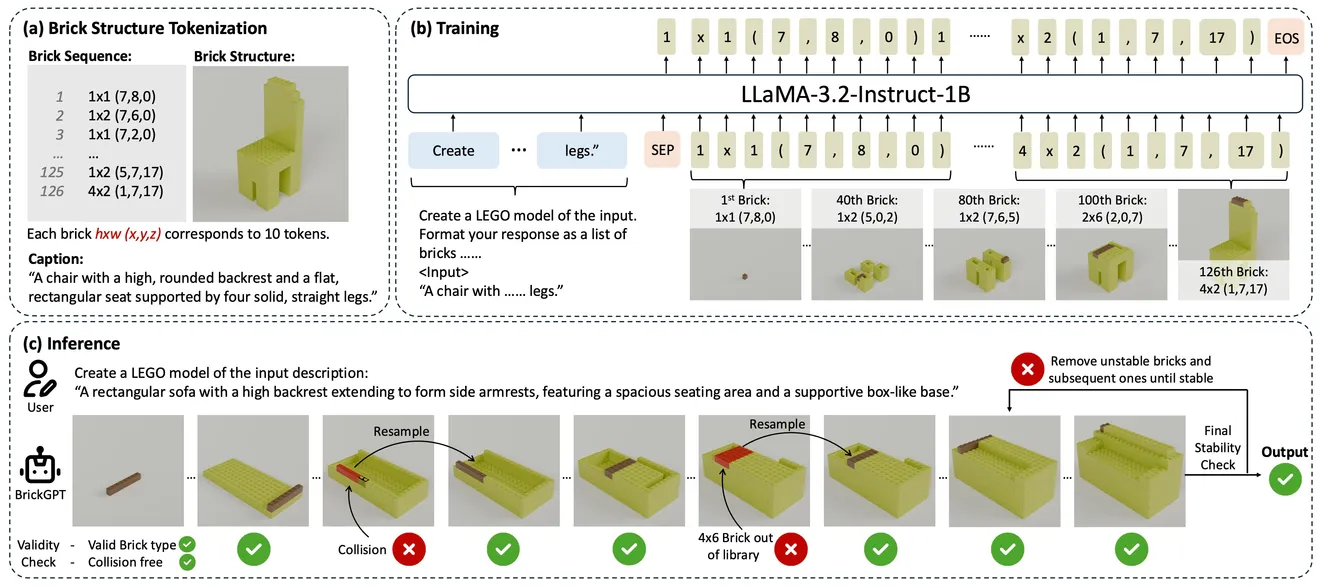 (a) Brick Structure Tokenization
Brick Sequence:
Brick Structure:
1 1x1 (7,8,0)
2 1x2 (7,6,0)
3 1x1 (7,2,0)
... ...
125 1x2 (5,7,17)
126 4x2 (1,7,17)
Each brick hxw (x,y,z) corresponds to 10 tokens.
Caption:
“A chair with a high, rounded backrest and a flat,
rectangular seat supported by four solid, straight legs.”
(b) Training
1 x 1 ( 7 , 8 , 0 ) 1 ...... x 2 ( 1 , 7 , 17 ) EOS
LLaMA-3.2-Instruct-1B
Create ... legs.” SEP 1 x 1 ( 7 , 8 , 0 ) ...... 4 x 2 ( 1 , 7 , 17 )
Create a LEGO model of the input.
Format your response as a list of
bricks ......
<Input>
“A chair with ...... legs.”
1st Brick:
1x1 (7,8,0)
...
40th Brick:
1x2 (5,0,2)
...
80th Brick:
1x2 (7,6,5)
...
100th Brick:
2x6 (2,0,7)
...
126th Brick:
4x2 (1,7,17)
(c) Inference
User
Create a LEGO model of the input description:
“A rectangular sofa with a high backrest extending to form side armrests, featuring a spacious seating area and a supportive box-like base.”
Remove unstable bricks and
subsequent ones until stable
BrickGPT
... Resample ... ... Resample ... ...
Final
Stability
Check
Output
Collision
4x6 Brick out
of library
Validity - Valid Brick type
Check - Collision free